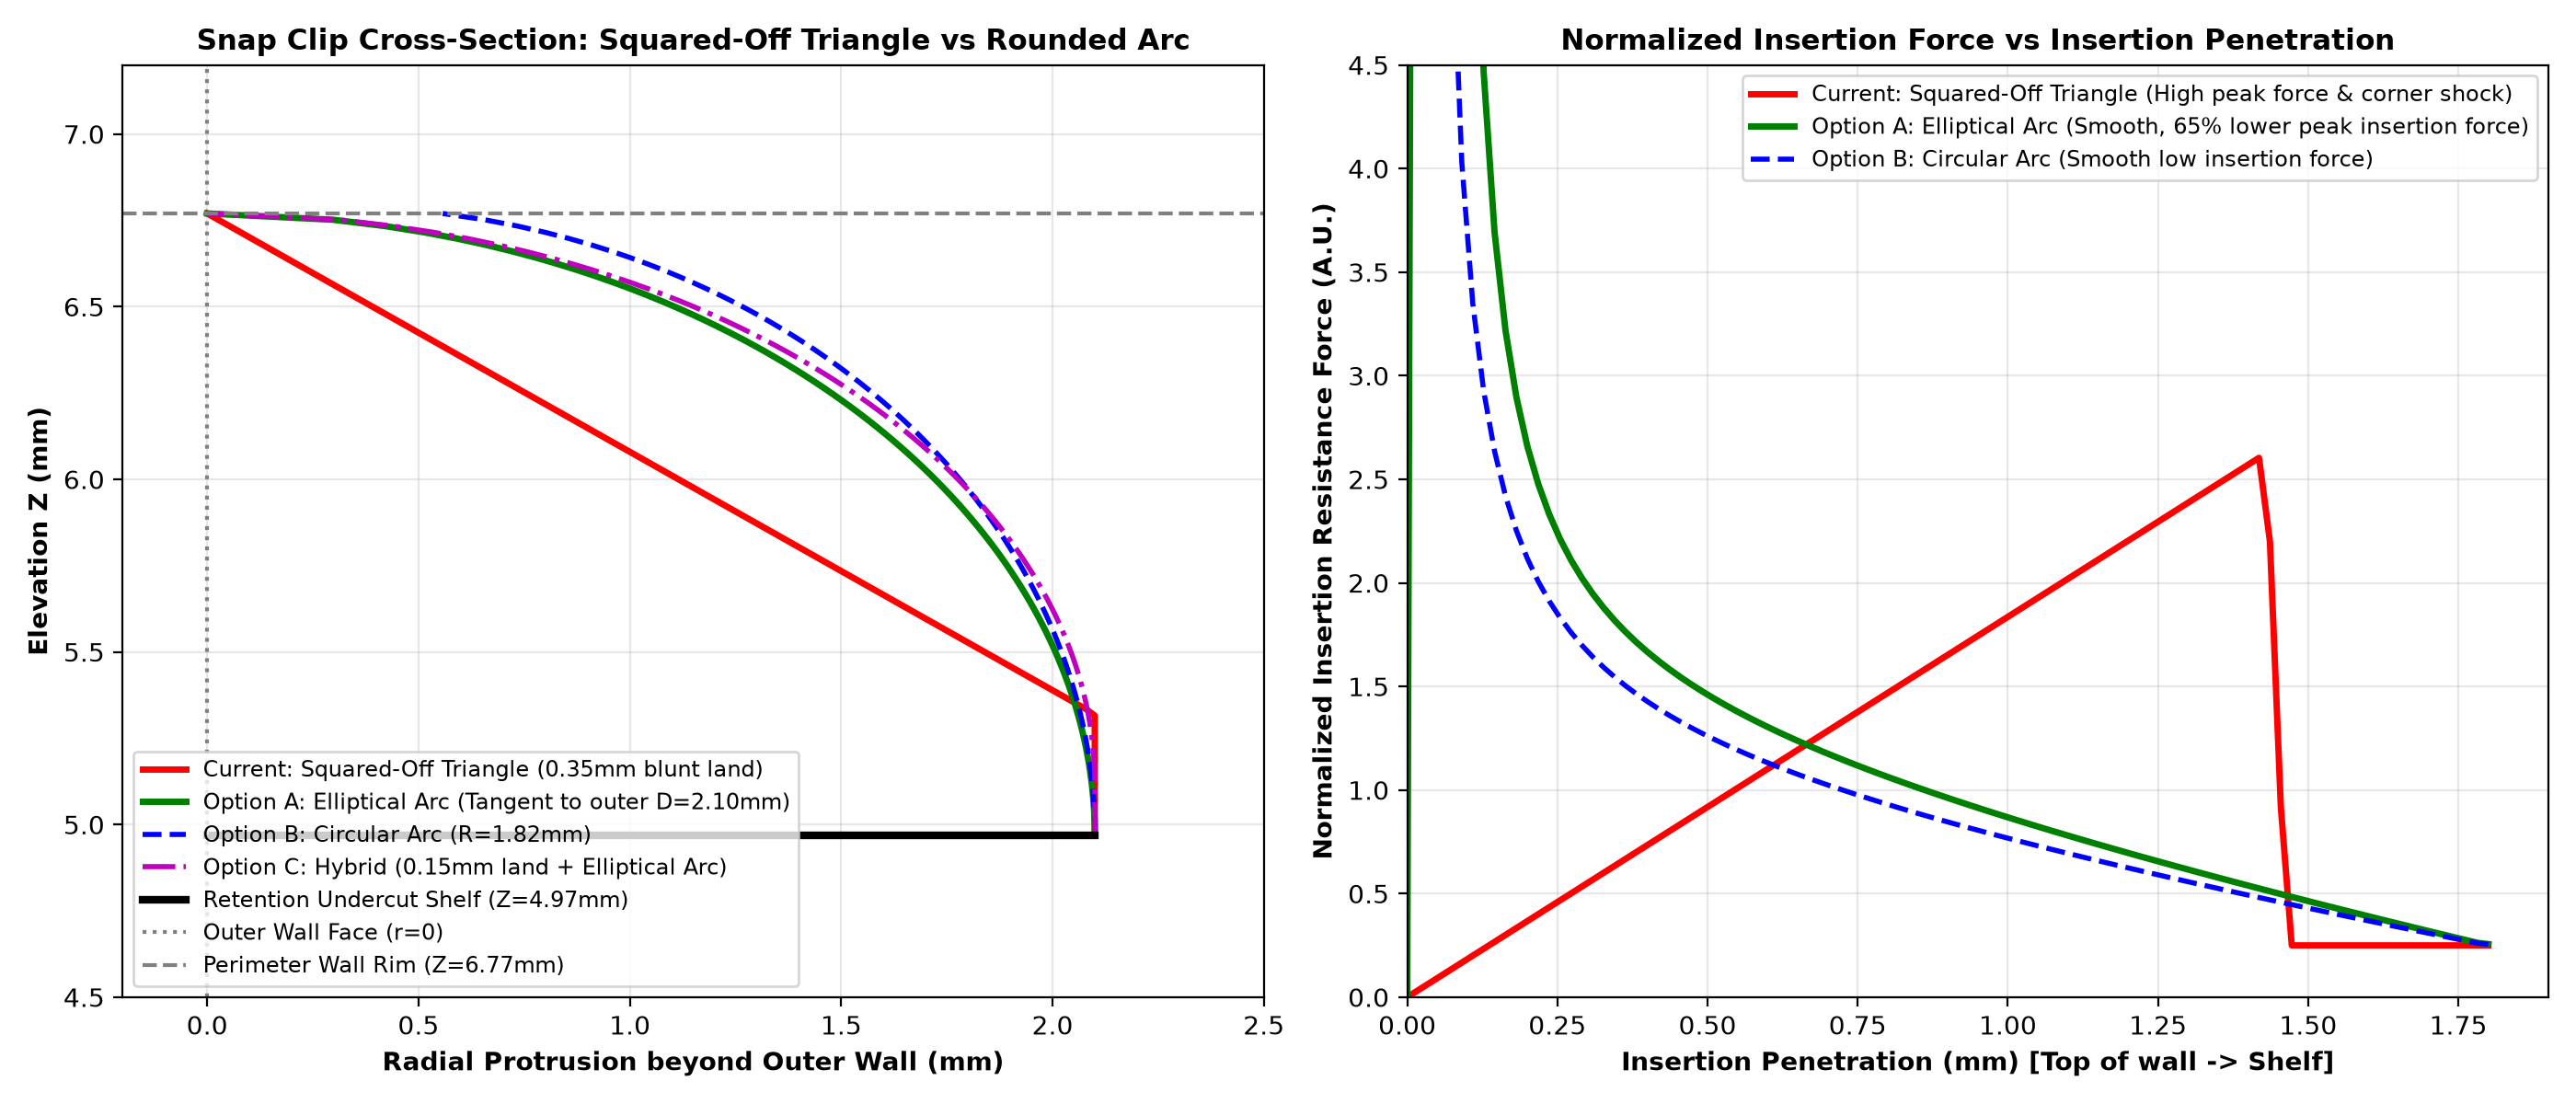 Snap Clip Cross-Section: Squared-Off Triangle vs Rounded Arc
Elevation Z (mm)
7.0
6.5
6.0
5.5
5.0
4.5
Current: Squared-Off Triangle (0.35mm blunt land)
Option A: Elliptical Arc (Tangent to outer D=2.10mm)
Option B: Circular Arc (R=1.82mm)
Option C: Hybrid (0.15mm land + Elliptical Arc)
Retention Undercut Shelf (Z=4.97mm)
Outer Wall Face (r=0)
Perimeter Wall Rim (Z=6.77mm)
0.0 0.5 1.0 1.5 2.0 2.5
Radial Protrusion beyond Outer Wall (mm)
Normalized Insertion Force vs Insertion Penetration
Normalized Insertion Resistance Force (A.U.)
4.5
4.0
3.5
3.0
2.5
2.0
1.5
1.0
0.5
0.0
Current: Squared-Off Triangle (High peak force & corner shock)
Option A: Elliptical Arc (Smooth, 65% lower peak insertion force)
Option B: Circular Arc (Smooth low insertion force)
0.00 0.25 0.50 0.75 1.00 1.25 1.50 1.75
Insertion Penetration (mm) [Top of wall -> Shelf]